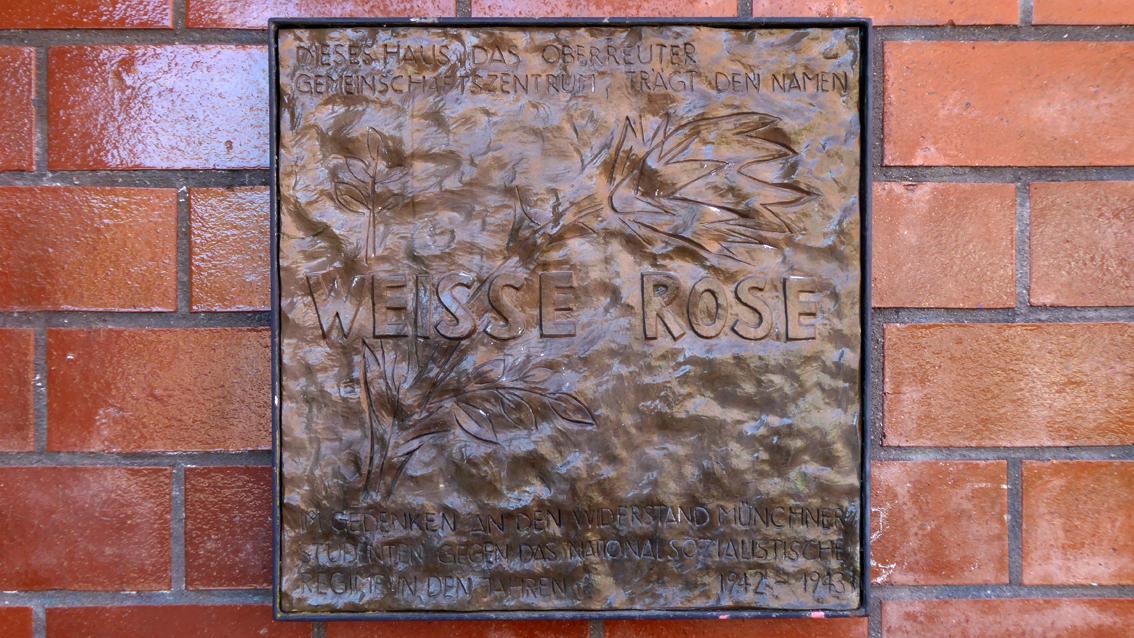 DIESES HAUS, DAS OBERREUTER
GEMEINSCHAFTSZENTRUM, TRÄGT DEN NAMEN
WEISSE ROSE
IM GEDENKEN AN DEN WIDERSTAND MÜNCHNER
STUDENTEN GEGEN DAS NATIONALSOZIALISTISCHE
REGIME IN DEN JAHREN 1942 - 1943